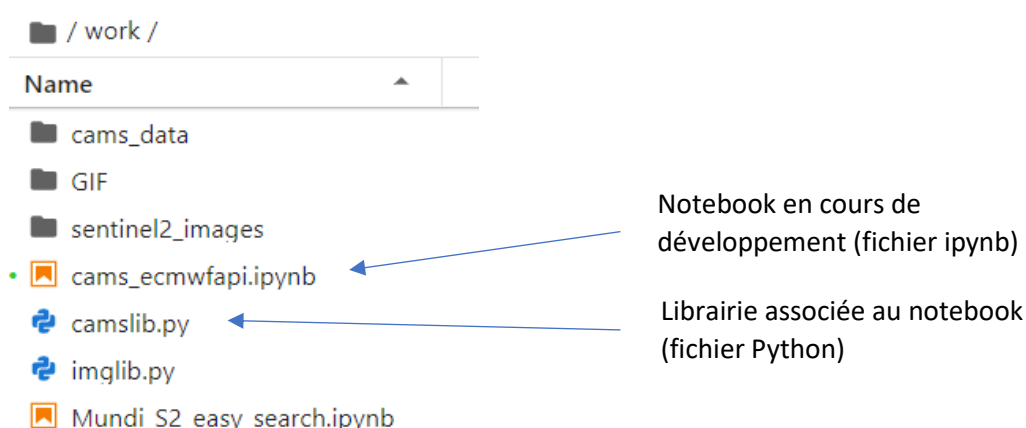 / work /
Name
cams_data
GIF
sentinel2_images
cams_ecmwfapi.ipynb
camslib.py
imglib.py
Mundi_S2_easy_search.ipynb
Notebook en cours de
développement (fichier ipynb)
Librairie associée au notebook
(fichier Python)